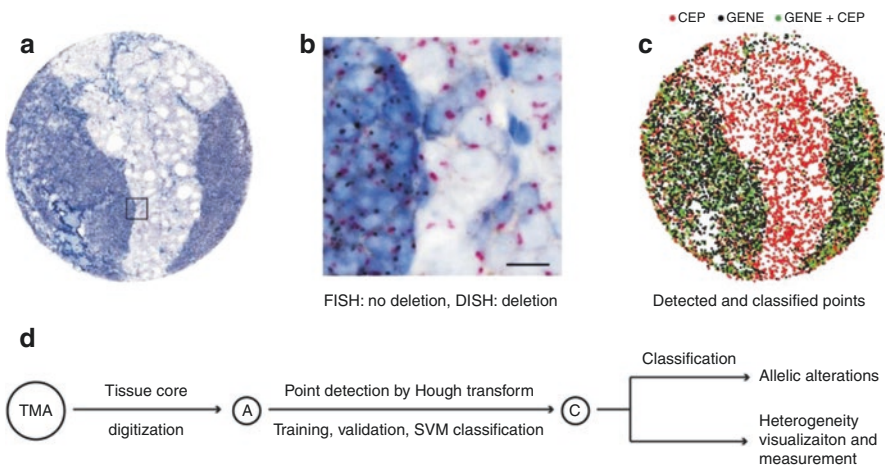 CEP GENE GENE + CEP
a
b
c
FISH: no deletion, DISH: deletion
Detected and classified points
d
TMA
Tissue core
digitization
A
Point detection by Hough transform
Training, validation, SVM classification
C
Classification
Allelic alterations
Heterogeneity
visualizaiton and
measurement